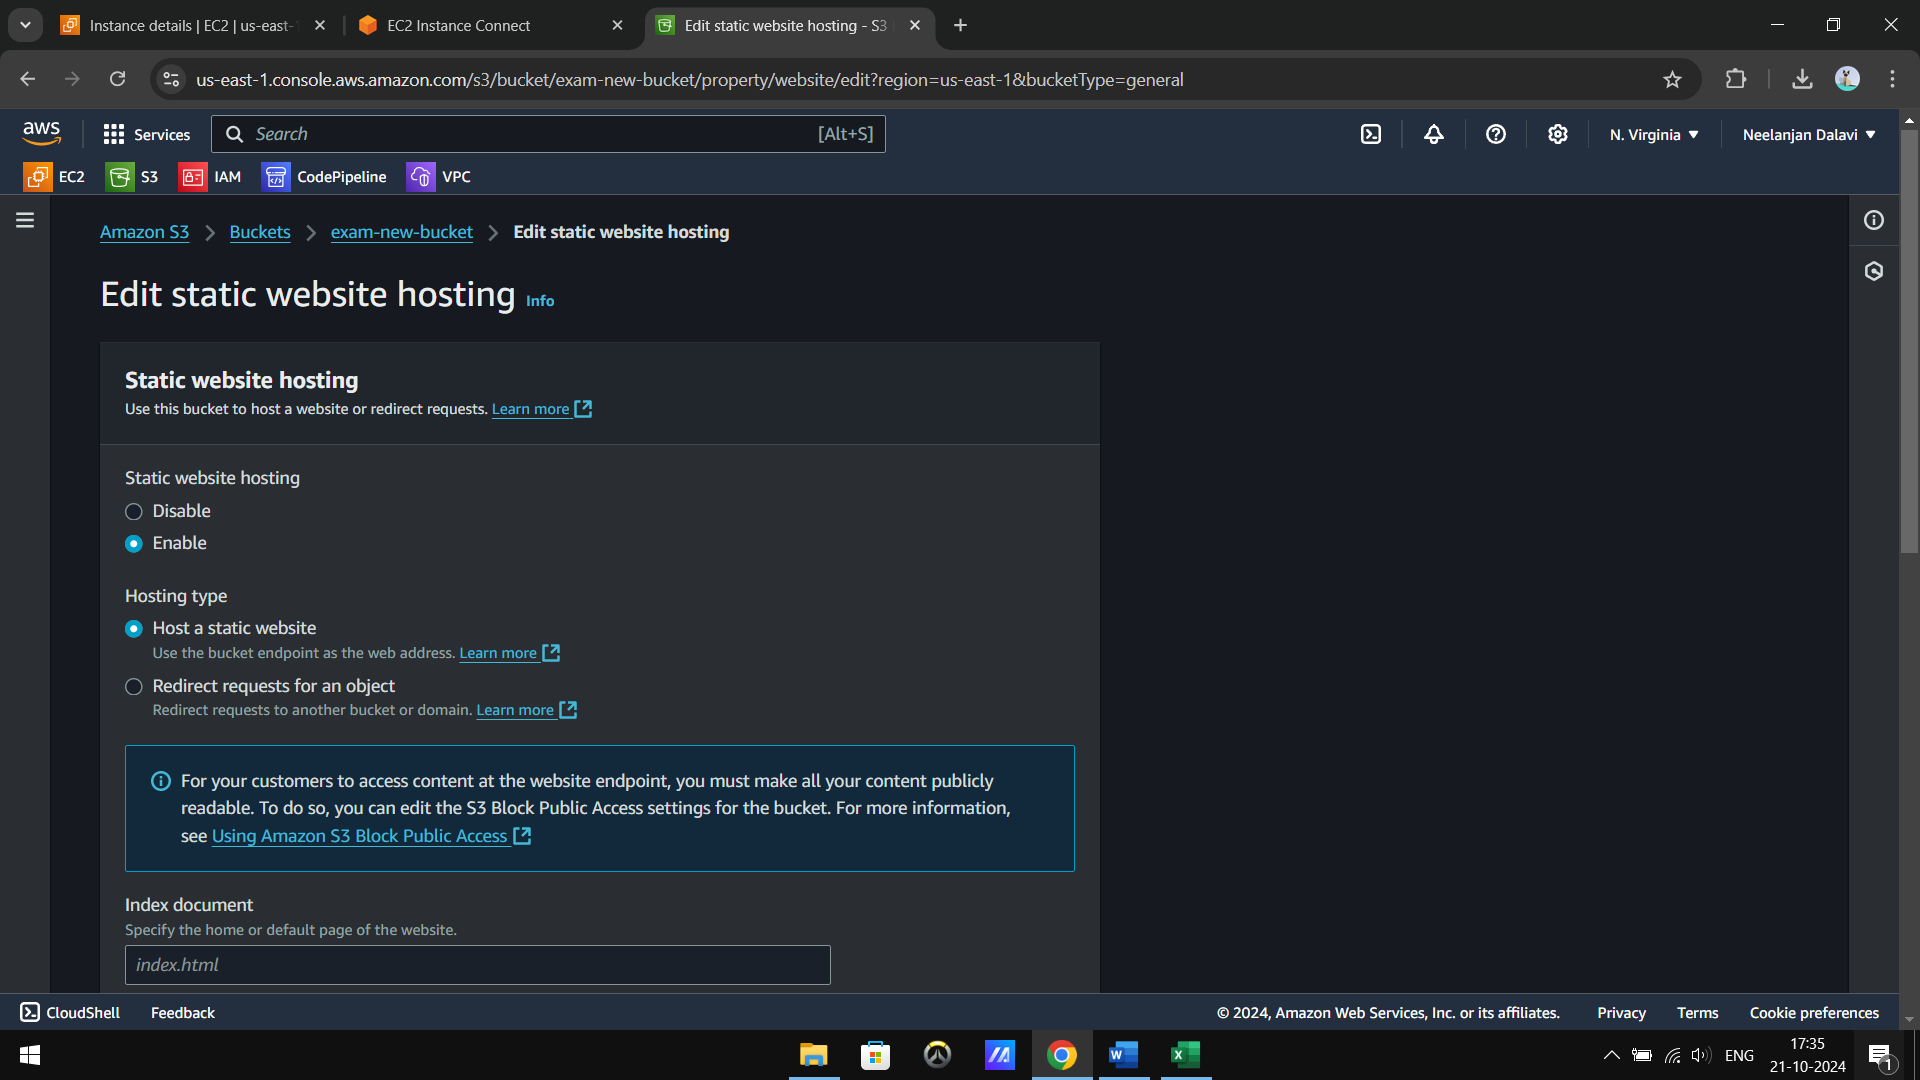 Instance details | EC2 | us-east-
EC2 Instance Connect
Edit static website hosting - S3
us-east-1.console.aws.amazon.com/s3/bucket/exam-new-bucket/property/website/edit?region=us-east-1&bucketType=general
aws
Services
Search
[Alt+S]
N. Virginia
Neelanjan Dalavi
EC2
S3
IAM
CodePipeline
VPC
Amazon S3
Buckets
exam-new-bucket
Edit static website hosting
Edit static website hosting Info
Static website hosting
Use this bucket to host a website or redirect requests. Learn more
Static website hosting
Disable
Enable
Hosting type
Host a static website
Use the bucket endpoint as the web address. Learn more
Redirect requests for an object
Redirect requests to another bucket or domain. Learn more
For your customers to access content at the website endpoint, you must make all your content publicly
readable. To do so, you can edit the S3 Block Public Access settings for the bucket. For more information,
see Using Amazon S3 Block Public Access
Index document
Specify the home or default page of the website.
index.html
CloudShell
Feedback
© 2024, Amazon Web Services, Inc. or its affiliates.
Privacy
Terms
Cookie preferences
ENG
17:35
21-10-2024
1